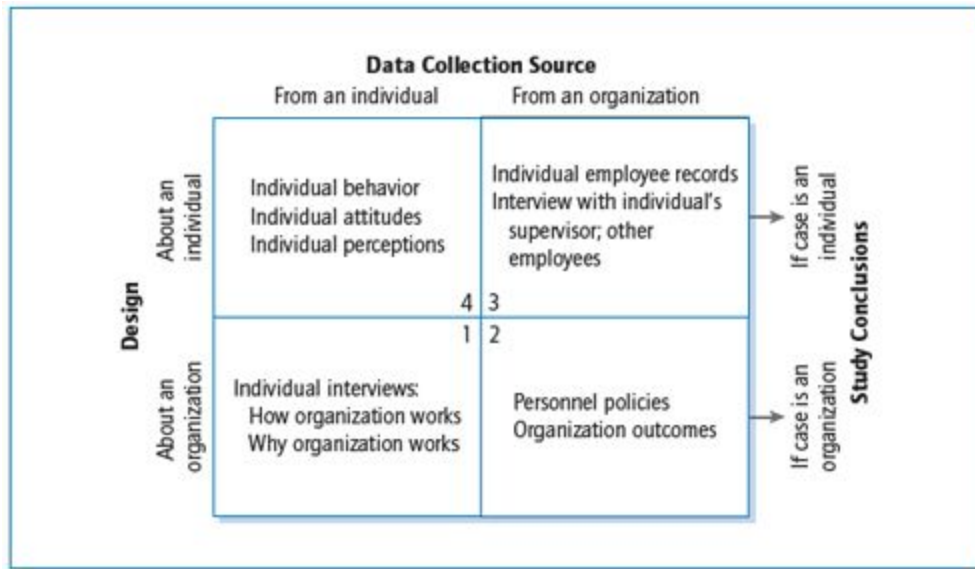 Data Collection Source
From an individual
From an organization
Design
About an
individual
Individual behavior
Individual attitudes
Individual perceptions
4
Individual employee records
Interview with individual's
supervisor; other
employees
3
If case is an
individual
About an
organization
1
Individual interviews:
How organization works
Why organization works
2
Personnel policies
Organization outcomes
If case is an
organization
Study Conclusions